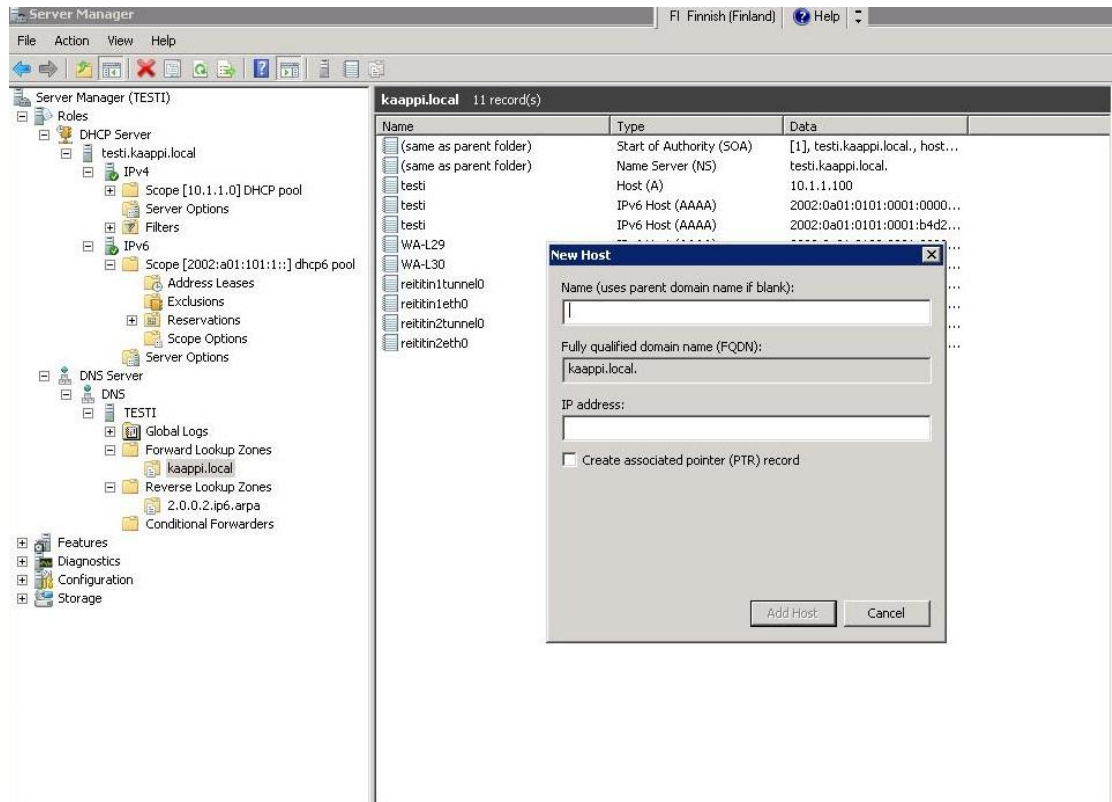 Server Manager
FI Finnish (Finland) Help
File Action View Help
Server Manager (TESTI)
Roles
DHCP Server
testi.kaappi.local
IPv4
Scope [10.1.1.0] DHCP pool
Server Options
Filters
IPv6
Scope [2002:a01:101:1::] dhcp6 pool
Address Leases
Exclusions
Reservations
Scope Options
Server Options
DNS Server
DNS
TESTI
Global Logs
Forward Lookup Zones
kaappi.local
Reverse Lookup Zones
2.0.0.2.ip6.arpa
Conditional Forwarders
Features
Diagnostics
Configuration
Storage
kaappi.local 11 record(s)
Name Type Data
(same as parent folder) Start of Authority (SOA) [1], testi.kaappi.local., host...
(same as parent folder) Name Server (NS) testi.kaappi.local.
testi Host (A) 10.1.1.100
testi IPv6 Host (AAAA) 2002:0a01:0101:0001:0000...
testi IPv6 Host (AAAA) 2002:0a01:0101:0001:b4d2...
WA-L29
WA-L30
reititin1tunnel0
reititin1eth0
reititin2tunnel0
reititin2eth0
New Host
Name (uses parent domain name if blank):
Fully qualified domain name (FQDN):
kaappi.local.
IP address:
Create associated pointer (PTR) record
Add Host Cancel